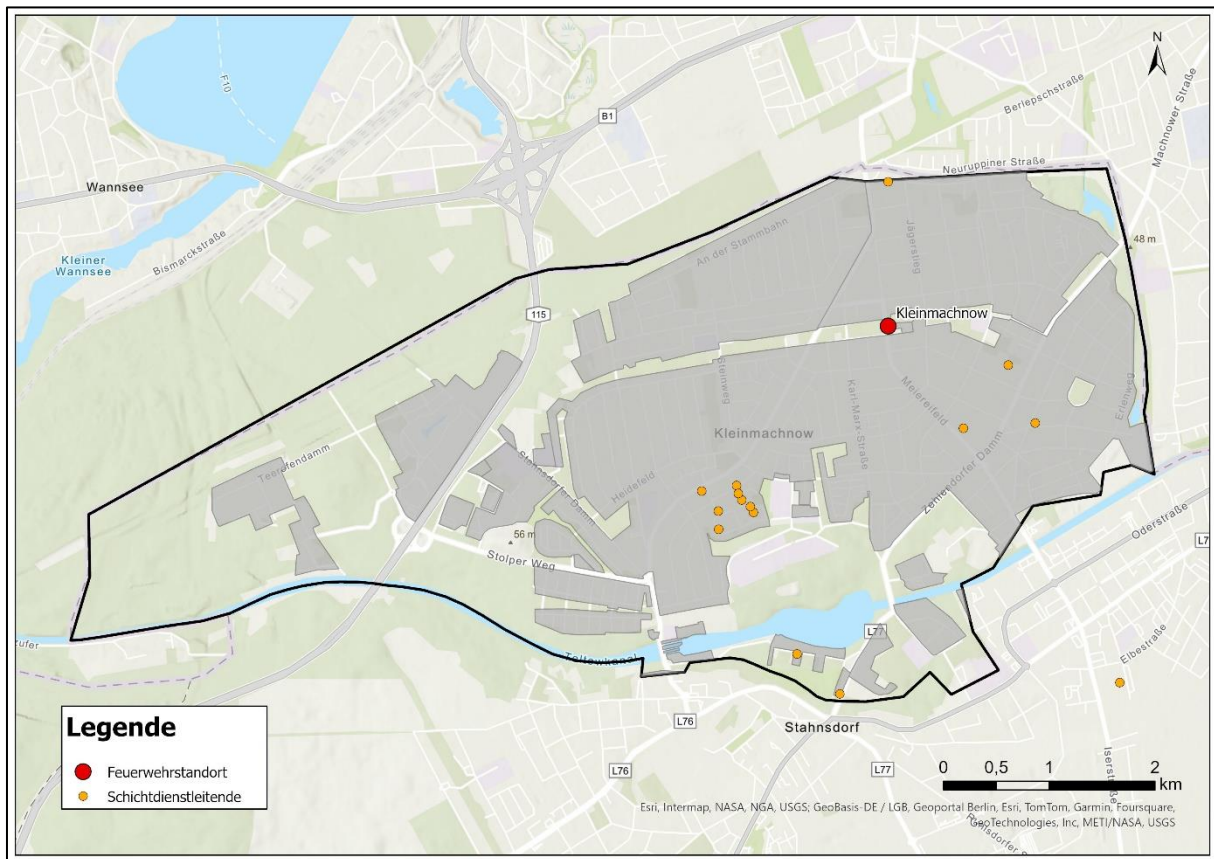 N
F10
B1
Berlepschstraße
Machnower Straße
Neuruppiner Straße
Wannsee
Bismarckstraße
Kleiner
Wannsee
An der Stammbahn
Jägerstieg
48 m
115
Kleinmachnow
Steinweg
Meiereifeld
Karl-Marx-Straße
Erlenweg
Kleinmachnow
Zehlendorfer Damm
Teerofendamm
Stahnsdorfer Damm
Heidefeld
56 m
Stolper Weg
Oderstraße
L7
ufer
Teltowkanal
L77
Elbestraße
L76
Stahnsdorf
Iserstraße
L76
L77
Legende
Feuerwehrstandort
Schichtdienstleitende
0 0,5 1 2
km
Esri, Intermap, NASA, NGA, USGS; GeoBasis-DE / LGB, Geoportal Berlin, Esri, TomTom, Garmin, Foursquare,
GeoTechnologies, Inc, METI/NASA, USGS